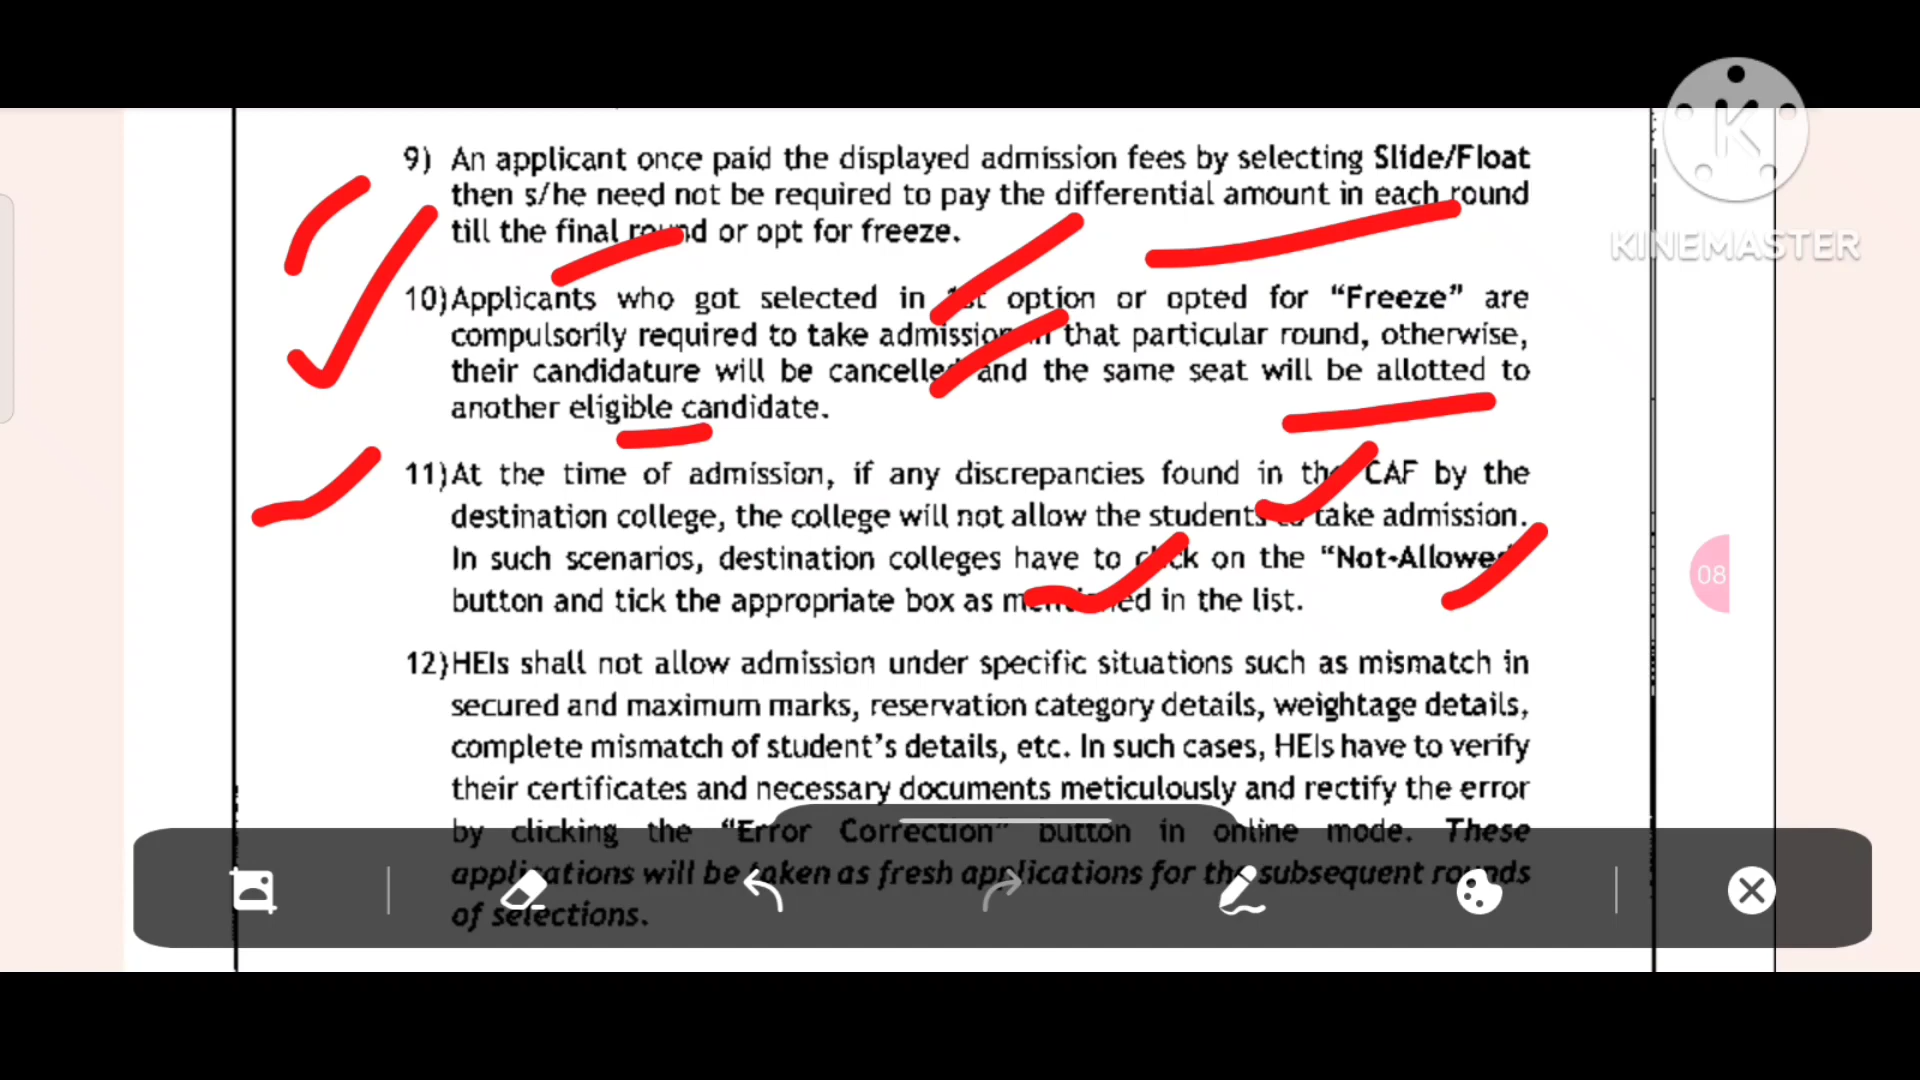 9) An applicant once paid the displayed admission fees by selecting Slide/Float
then s/he need not be required to pay the differential amount in each round
till the final round or opt for freeze.
10)Applicants who got selected in 1st option or opted for “Freeze” are
compulsorily required to take admission in that particular round, otherwise,
their candidature will be cancelled and the same seat will be allotted to
another eligible candidate.
11)At the time of admission, if any discrepancies found in the CAF by the
destination college, the college will not allow the students to take admission.
In such scenarios, destination colleges have to click on the “Not-Allowed”
button and tick the appropriate box as mentioned in the list.
12)HEIs shall not allow admission under specific situations such as mismatch in
secured and maximum marks, reservation category details, weightage details,
complete mismatch of student’s details, etc. In such cases, HEIs have to verify
their certificates and necessary documents meticulously and rectify the error
by clicking the “Error Correction” button in online mode. These
applications will be taken as fresh applications for the subsequent rounds
of selections.
K
KINEMASTER
08